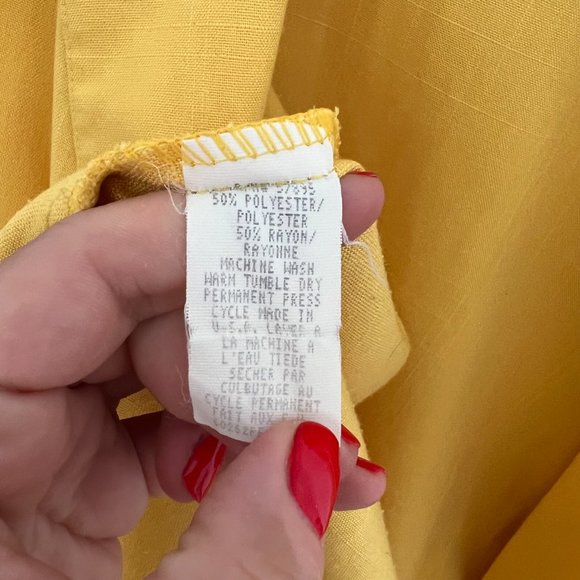 50% POLYESTER/
POLYESTER
50% RAYON/
RAYONNE
MACHINE WASH
WARM TUMBLE DRY
PERMANENT PRESS
CYCLE MADE IN
U.S.A. LAVER A
LA MACHINE A
L'EAU TIEDE
SECHER PAR
CULBUTAGE AU
CYCLE PERMANENT
FAIT